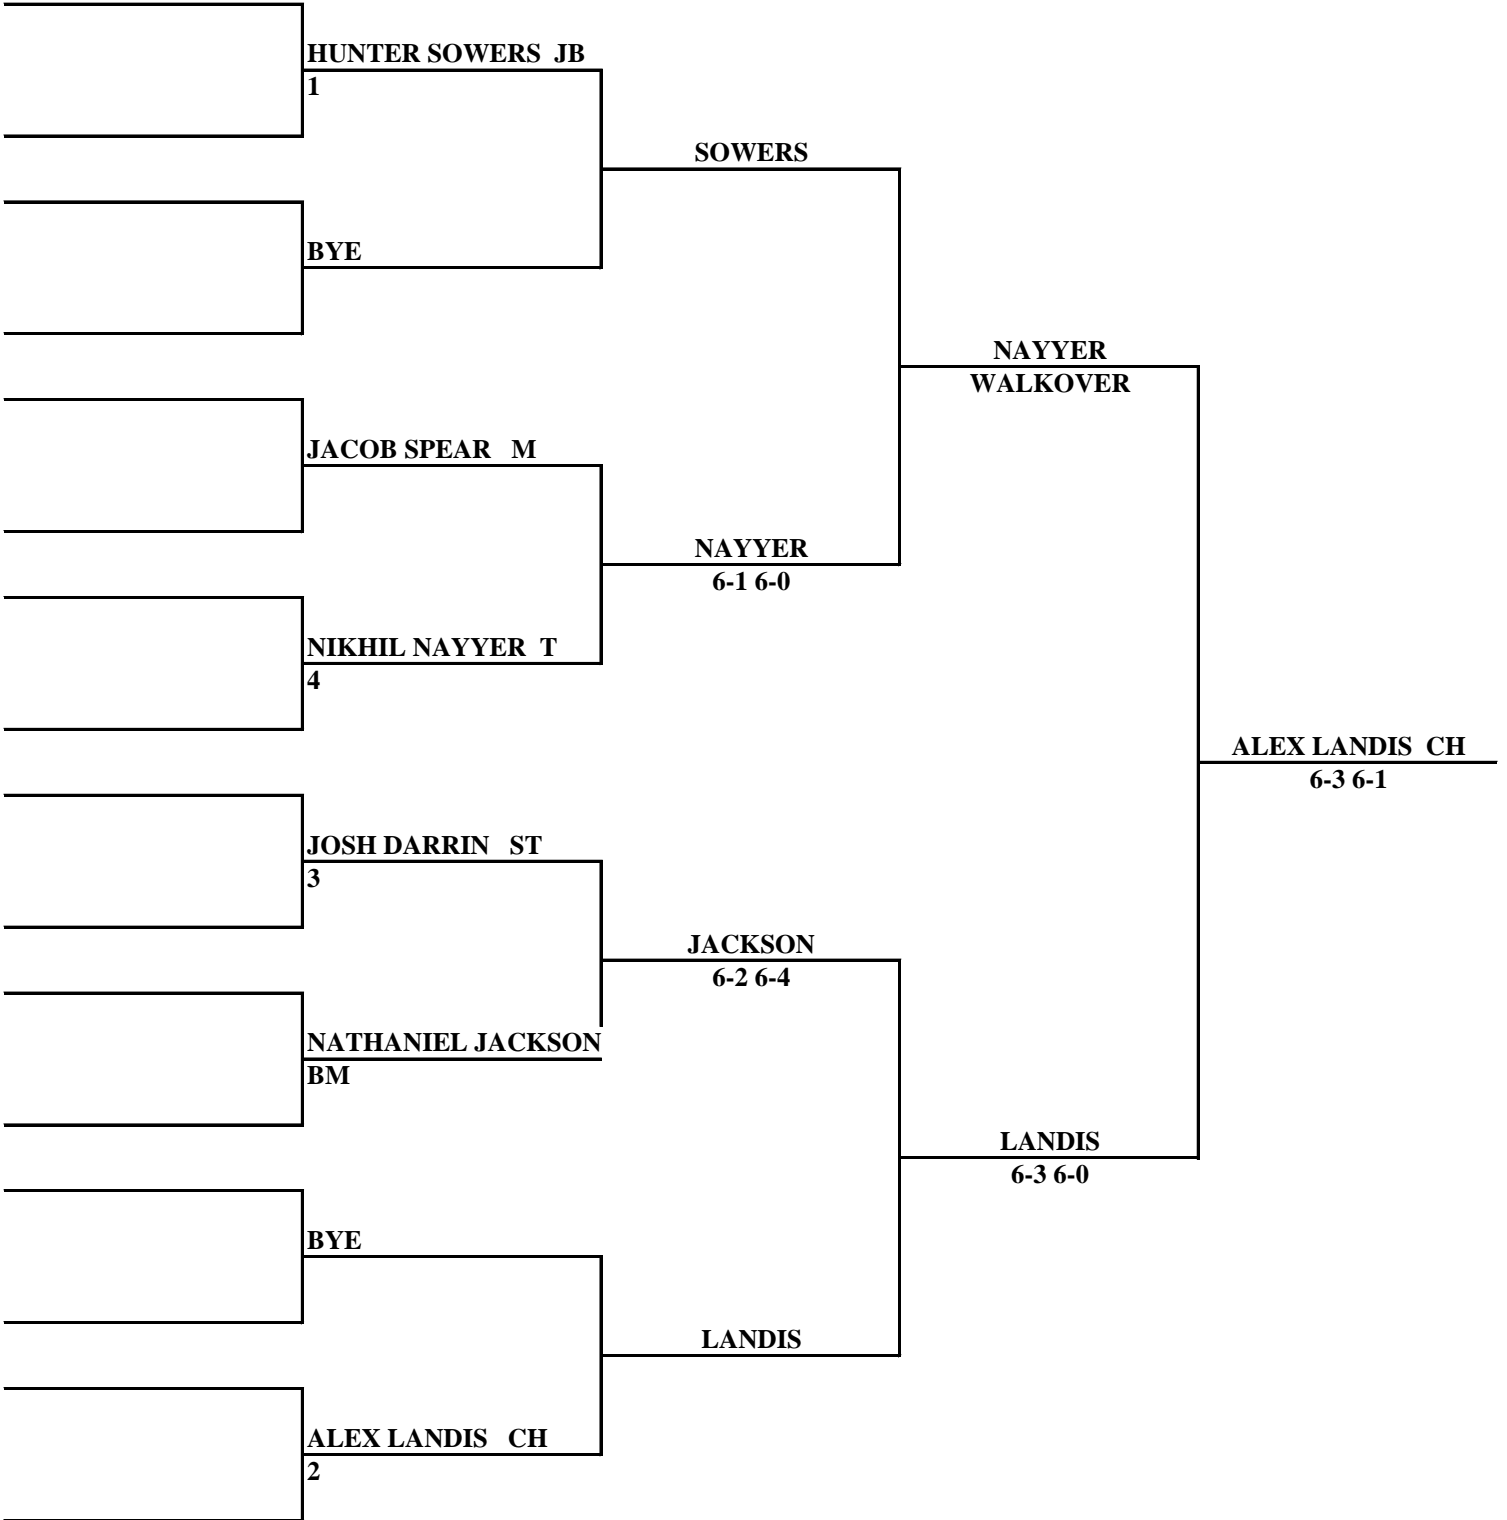 HUNTER SOWERS JB
1
SOWERS
BYE
NAYYER
WALKOVER
JACOB SPEAR M
NAYYER
6-1 6-0
NIKHIL NAYYER T
4
ALEX LANDIS CH
6-3 6-1
JOSH DARRIN ST
3
JACKSON
6-2 6-4
NATHANIEL JACKSON
BM
LANDIS
6-3 6-0
BYE
LANDIS
ALEX LANDIS CH
2